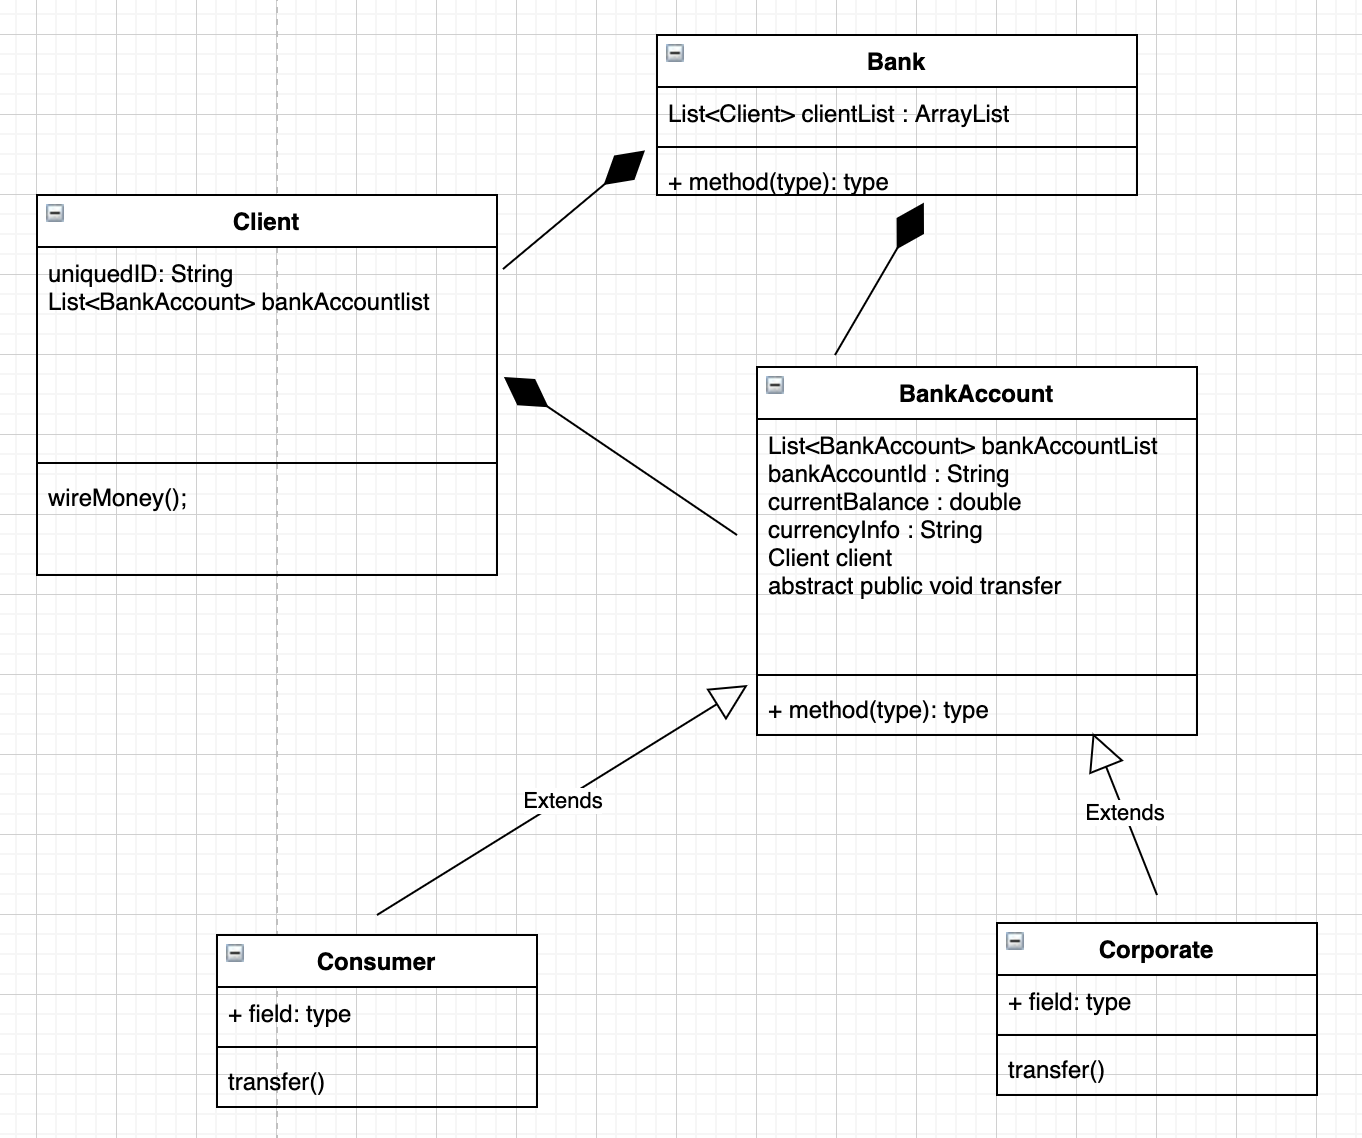 Bank
List<Client> clientList : ArrayList
+ method(type): type
Client
uniquedID: String
List<BankAccount> bankAccountlist
wireMoney();
BankAccount
List<BankAccount> bankAccountList
bankAccountId : String
currentBalance : double
currencyInfo : String
Client client
abstract public void transfer
+ method(type): type
Extends
Extends
Consumer
+ field: type
transfer()
Corporate
+ field: type
transfer()